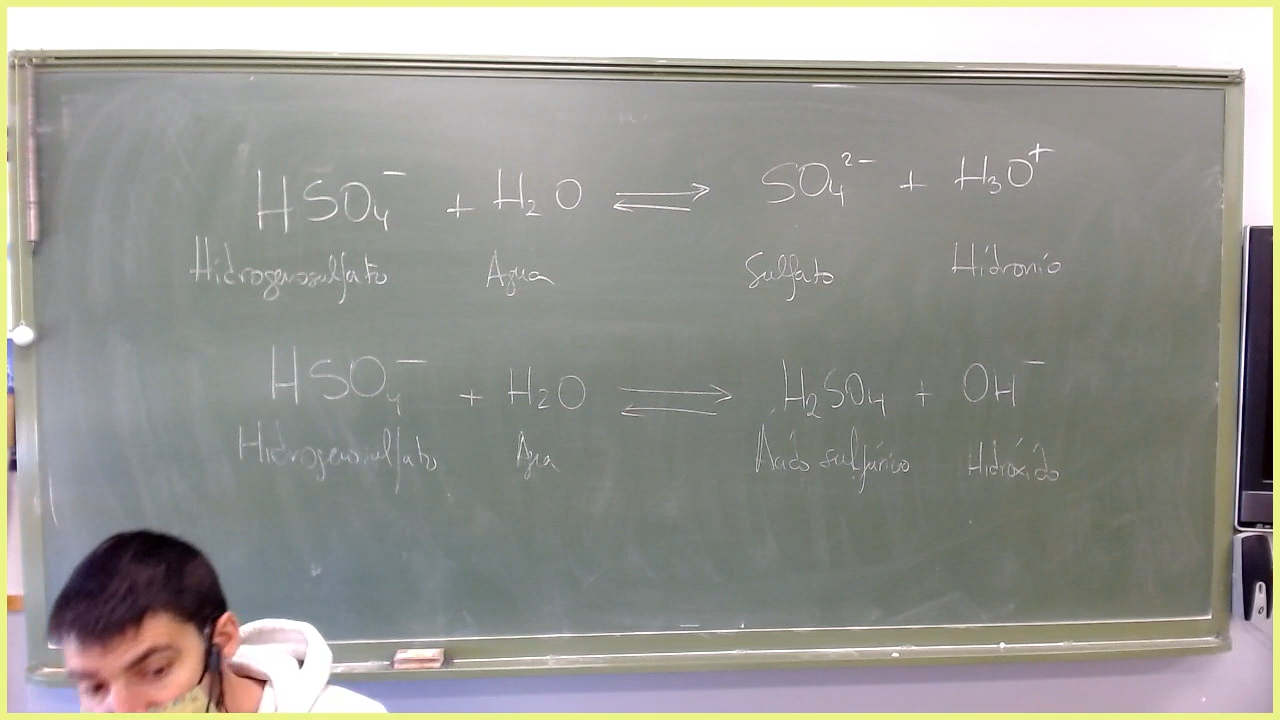 HSO₄⁻ + H₂O ⇌ SO₄²⁻ + H₃O⁺
Hidrogenosulfato Agua Sulfato Hidronio
HSO₄⁻ + H₂O ⇌ H₂SO₄ + OH⁻
Hidrogenosulfato Agua Ácido sulfúrico Hidróxido